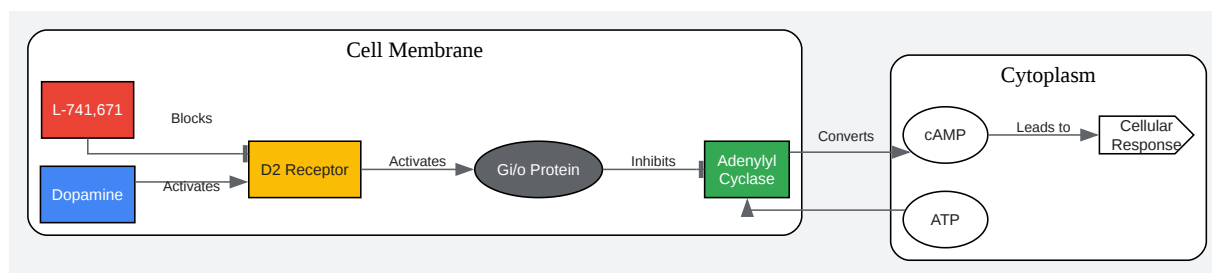 Cell Membrane
L-741,671
Blocks
Dopamine
Activates
D2 Receptor
Activates
Gi/o Protein
Inhibits
Adenylyl
Cyclase
Converts
Cytoplasm
cAMP
Leads to
Cellular
Response
ATP